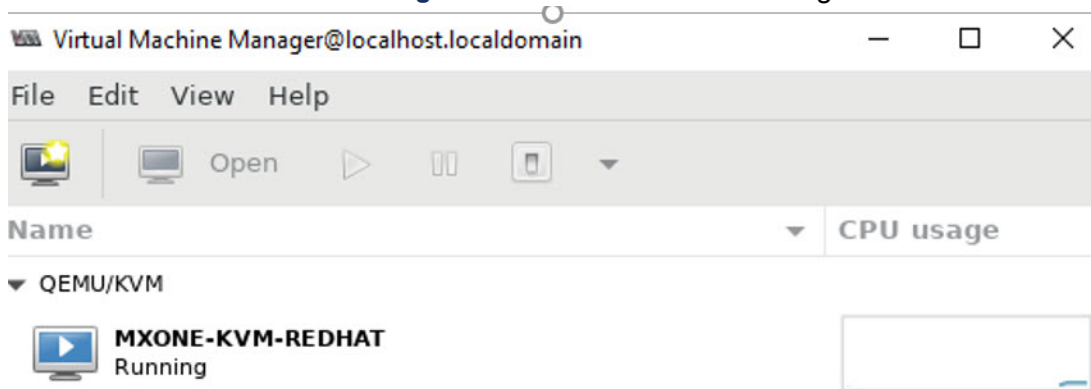 Virtual Machine Manager@localhost.localdomain
File Edit View Help
Open
Name CPU usage
QEMU/KVM
MXONE-KVM-REDHAT
Running